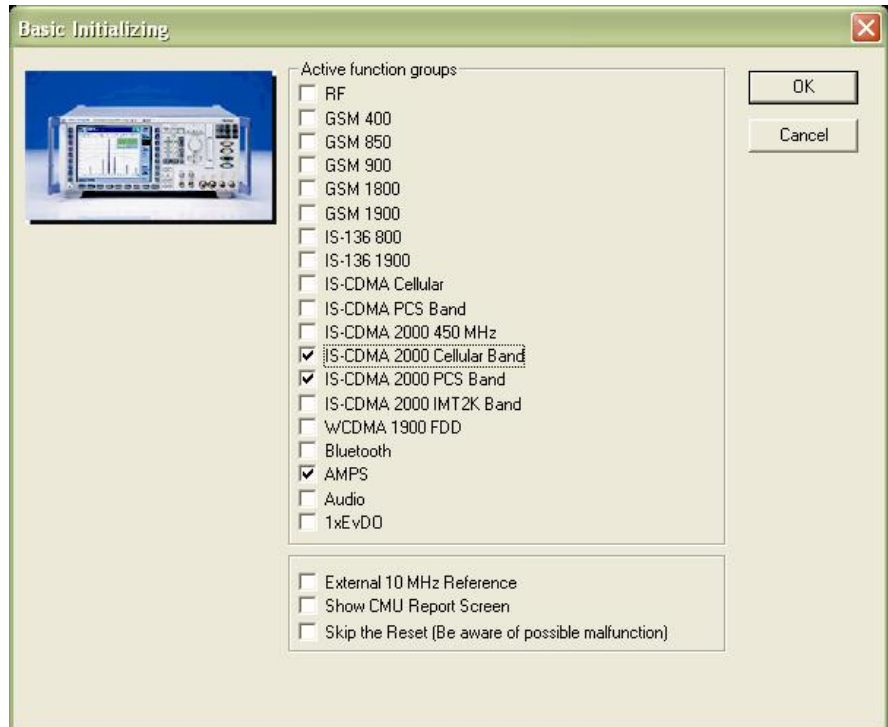 Basic Initializing
Active function groups
RF
GSM 400
GSM 850
GSM 900
GSM 1800
GSM 1900
IS-136 800
IS-136 1900
IS-CDMA Cellular
IS-CDMA PCS Band
IS-CDMA 2000 450 MHz
IS-CDMA 2000 Cellular Band
IS-CDMA 2000 PCS Band
IS-CDMA 2000 IMT2K Band
WCDMA 1900 FDD
Bluetooth
AMPS
Audio
1xEvDO
External 10 MHz Reference
Show CMU Report Screen
Skip the Reset (Be aware of possible malfunction)
OK
Cancel